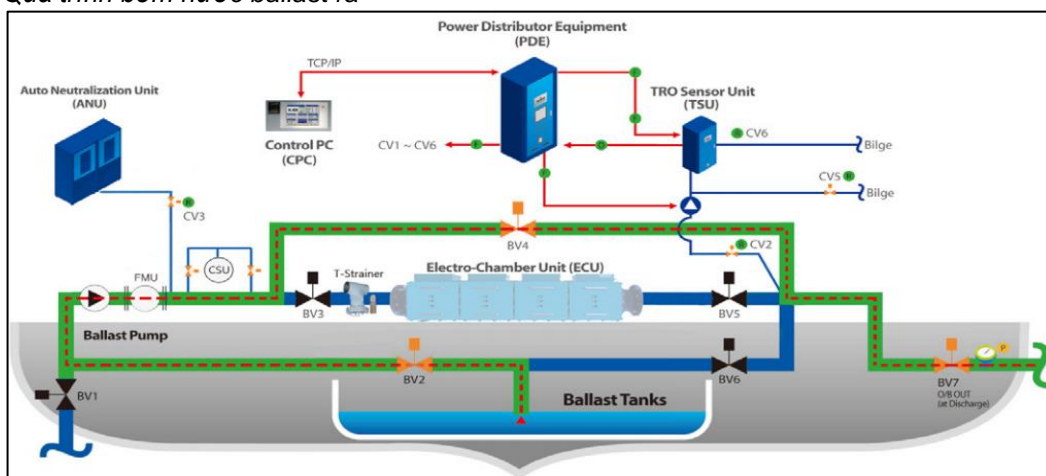 Quá trình bơm nước ballast ra
Power Distributor Equipment
(PDE)
TCP/IP
Auto Neutralization Unit
(ANU)
TRO Sensor Unit
(TSU)
Control PC
(CPC)
CV1 ~ CV6
CV6
Bilge
CV5
Bilge
CV3
CV2
BV4
CSU
FMU
T-Strainer
Electro-Chamber Unit (ECU)
BV3
BV5
Ballast Pump
BV1
BV2
BV6
Ballast Tanks
P
BV7
O/B OUT
(at Discharge)